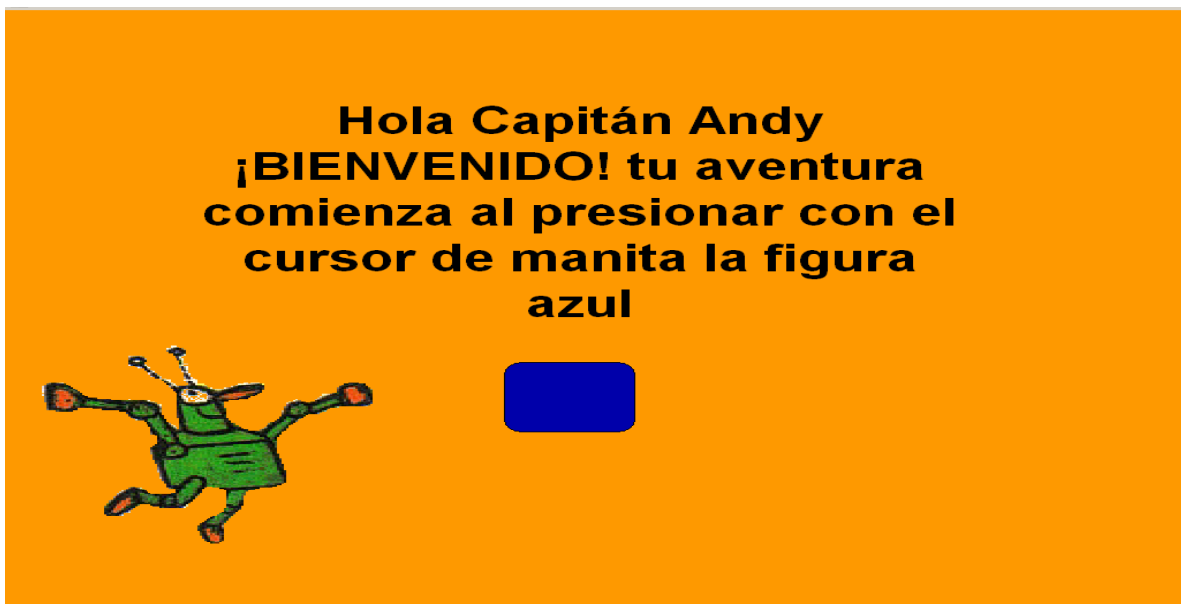 Hola Capitán Andy
¡BIENVENIDO! tu aventura
comienza al presionar con el
cursor de manita la figura
azul